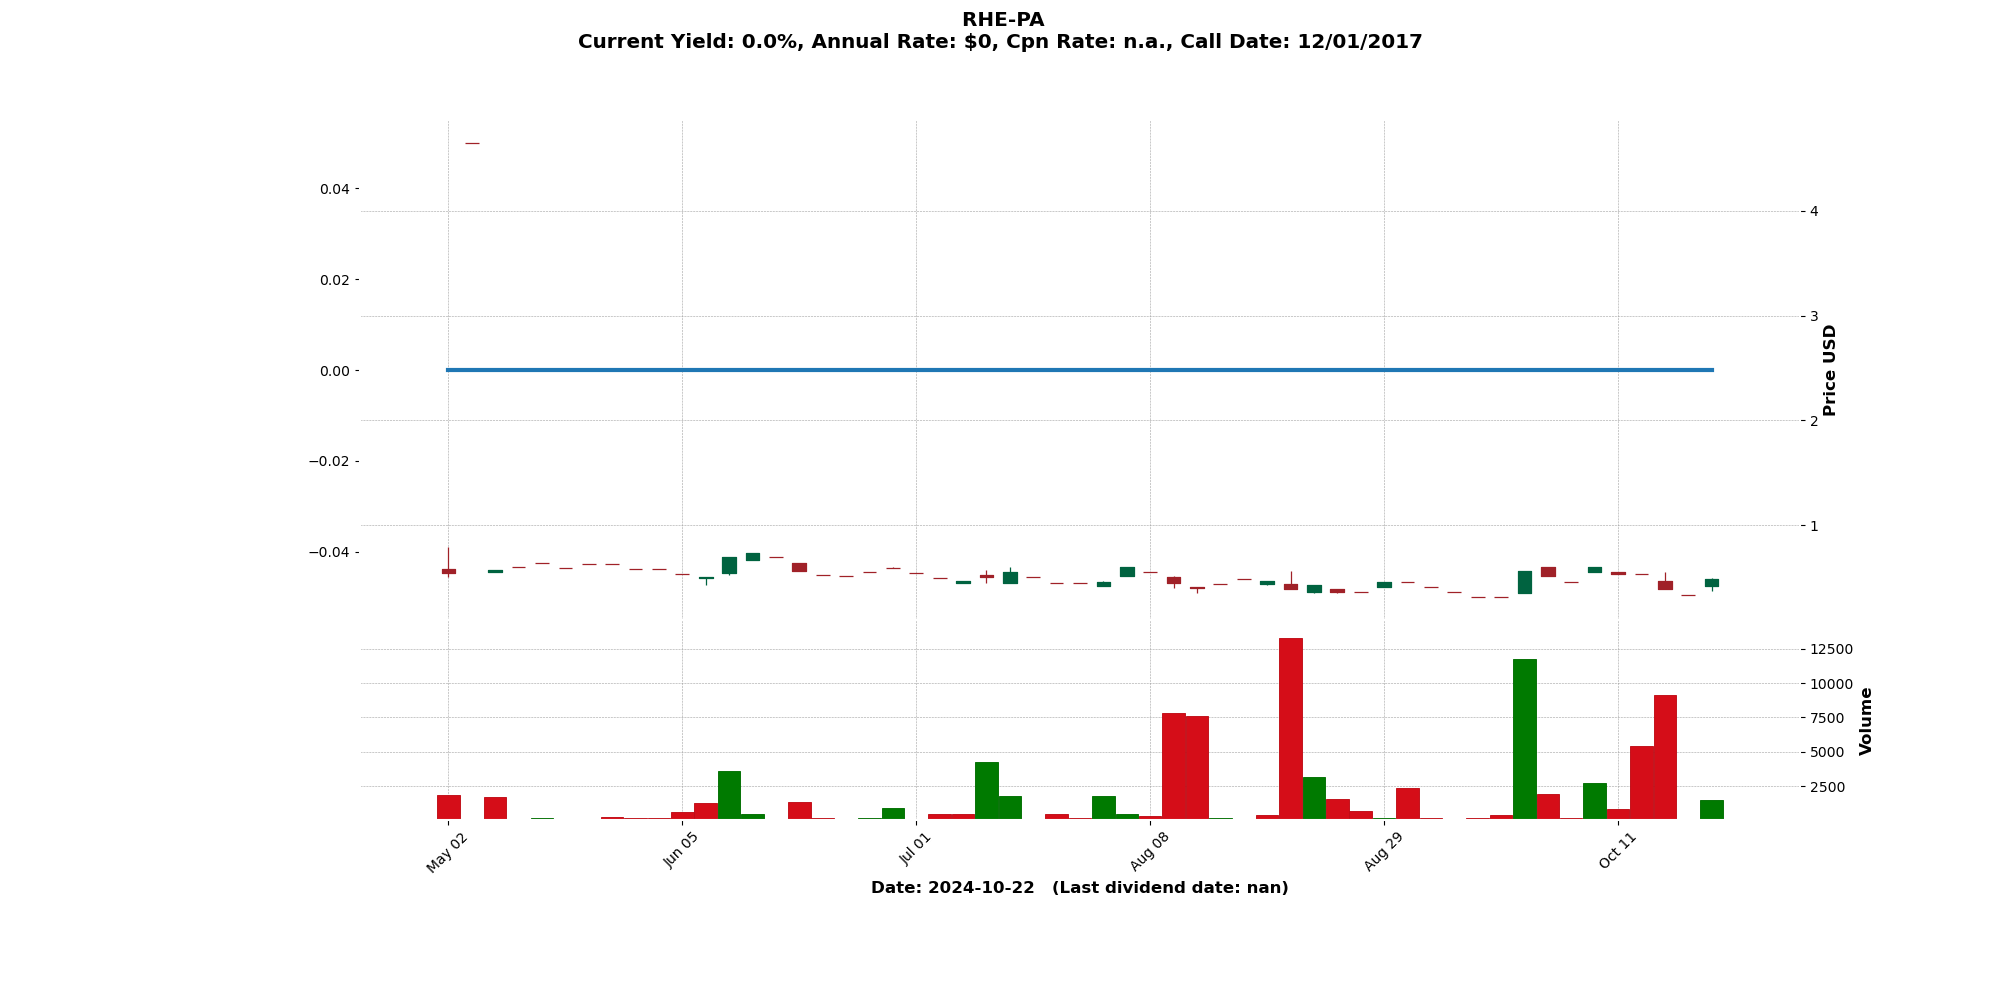 RHE-PA
Current Yield: 0.0%, Annual Rate: $0, Cpn Rate: n.a., Call Date: 12/01/2017
0.04
0.02
0.00
−0.02
−0.04
4
3
2
1
Price USD
12500
10000
7500
5000
2500
Volume
May 02
Jun 05
Jul 01
Aug 08
Aug 29
Oct 11
Date: 2024-10-22 (Last dividend date: nan)